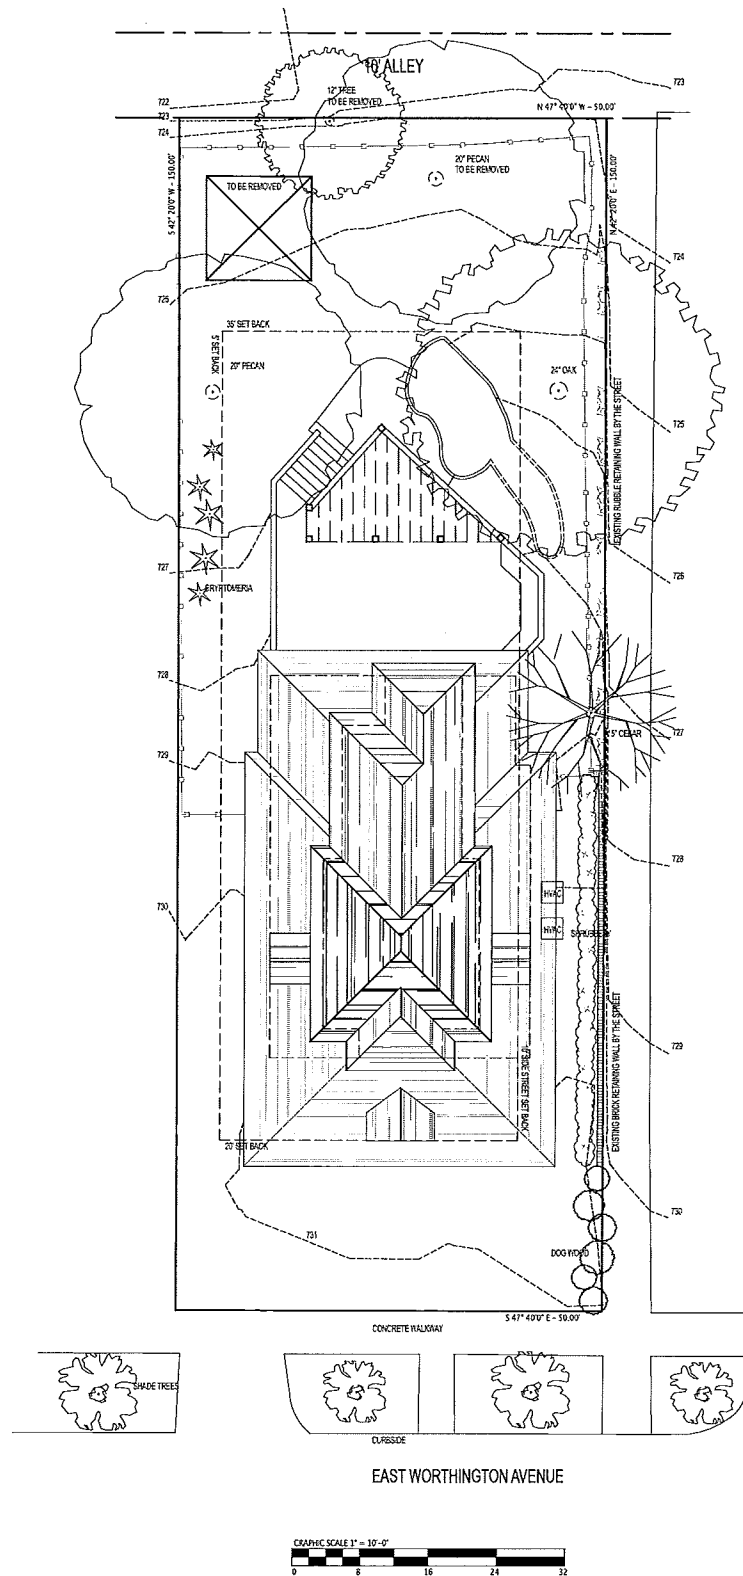 10' ALLEY
722
723
12" TREE
TO BE REMOVED
723
724
N 47° 40'0" W - 50.00'
20" PECAN
TO BE REMOVED
S 42° 20'0" W - 150.00'
N 42° 20'0" E - 150.00'
TO BE REMOVED
724
725
35' SET BACK
5' SET BACK
20" PECAN
24" OAK
EXISTING RUBBLE RETAINING WALL BY THE STREET
725
727
CRYPTOMERIA
726
728
729
15" CEDAR
727
728
730
HVAC
HVAC
SHRUBBERY
10' SIDE STREET SET BACK
EXISTING BRICK RETAINING WALL BY THE STREET
729
20' SET BACK
730
731
DOGWOOD
S 47° 40'0" E - 50.00'
CONCRETE WALKWAY
SHADE TREES
CURBSIDE
EAST WORTHINGTON AVENUE
GRAPHIC SCALE 1" = 10'-0"
0 8 16 24 32